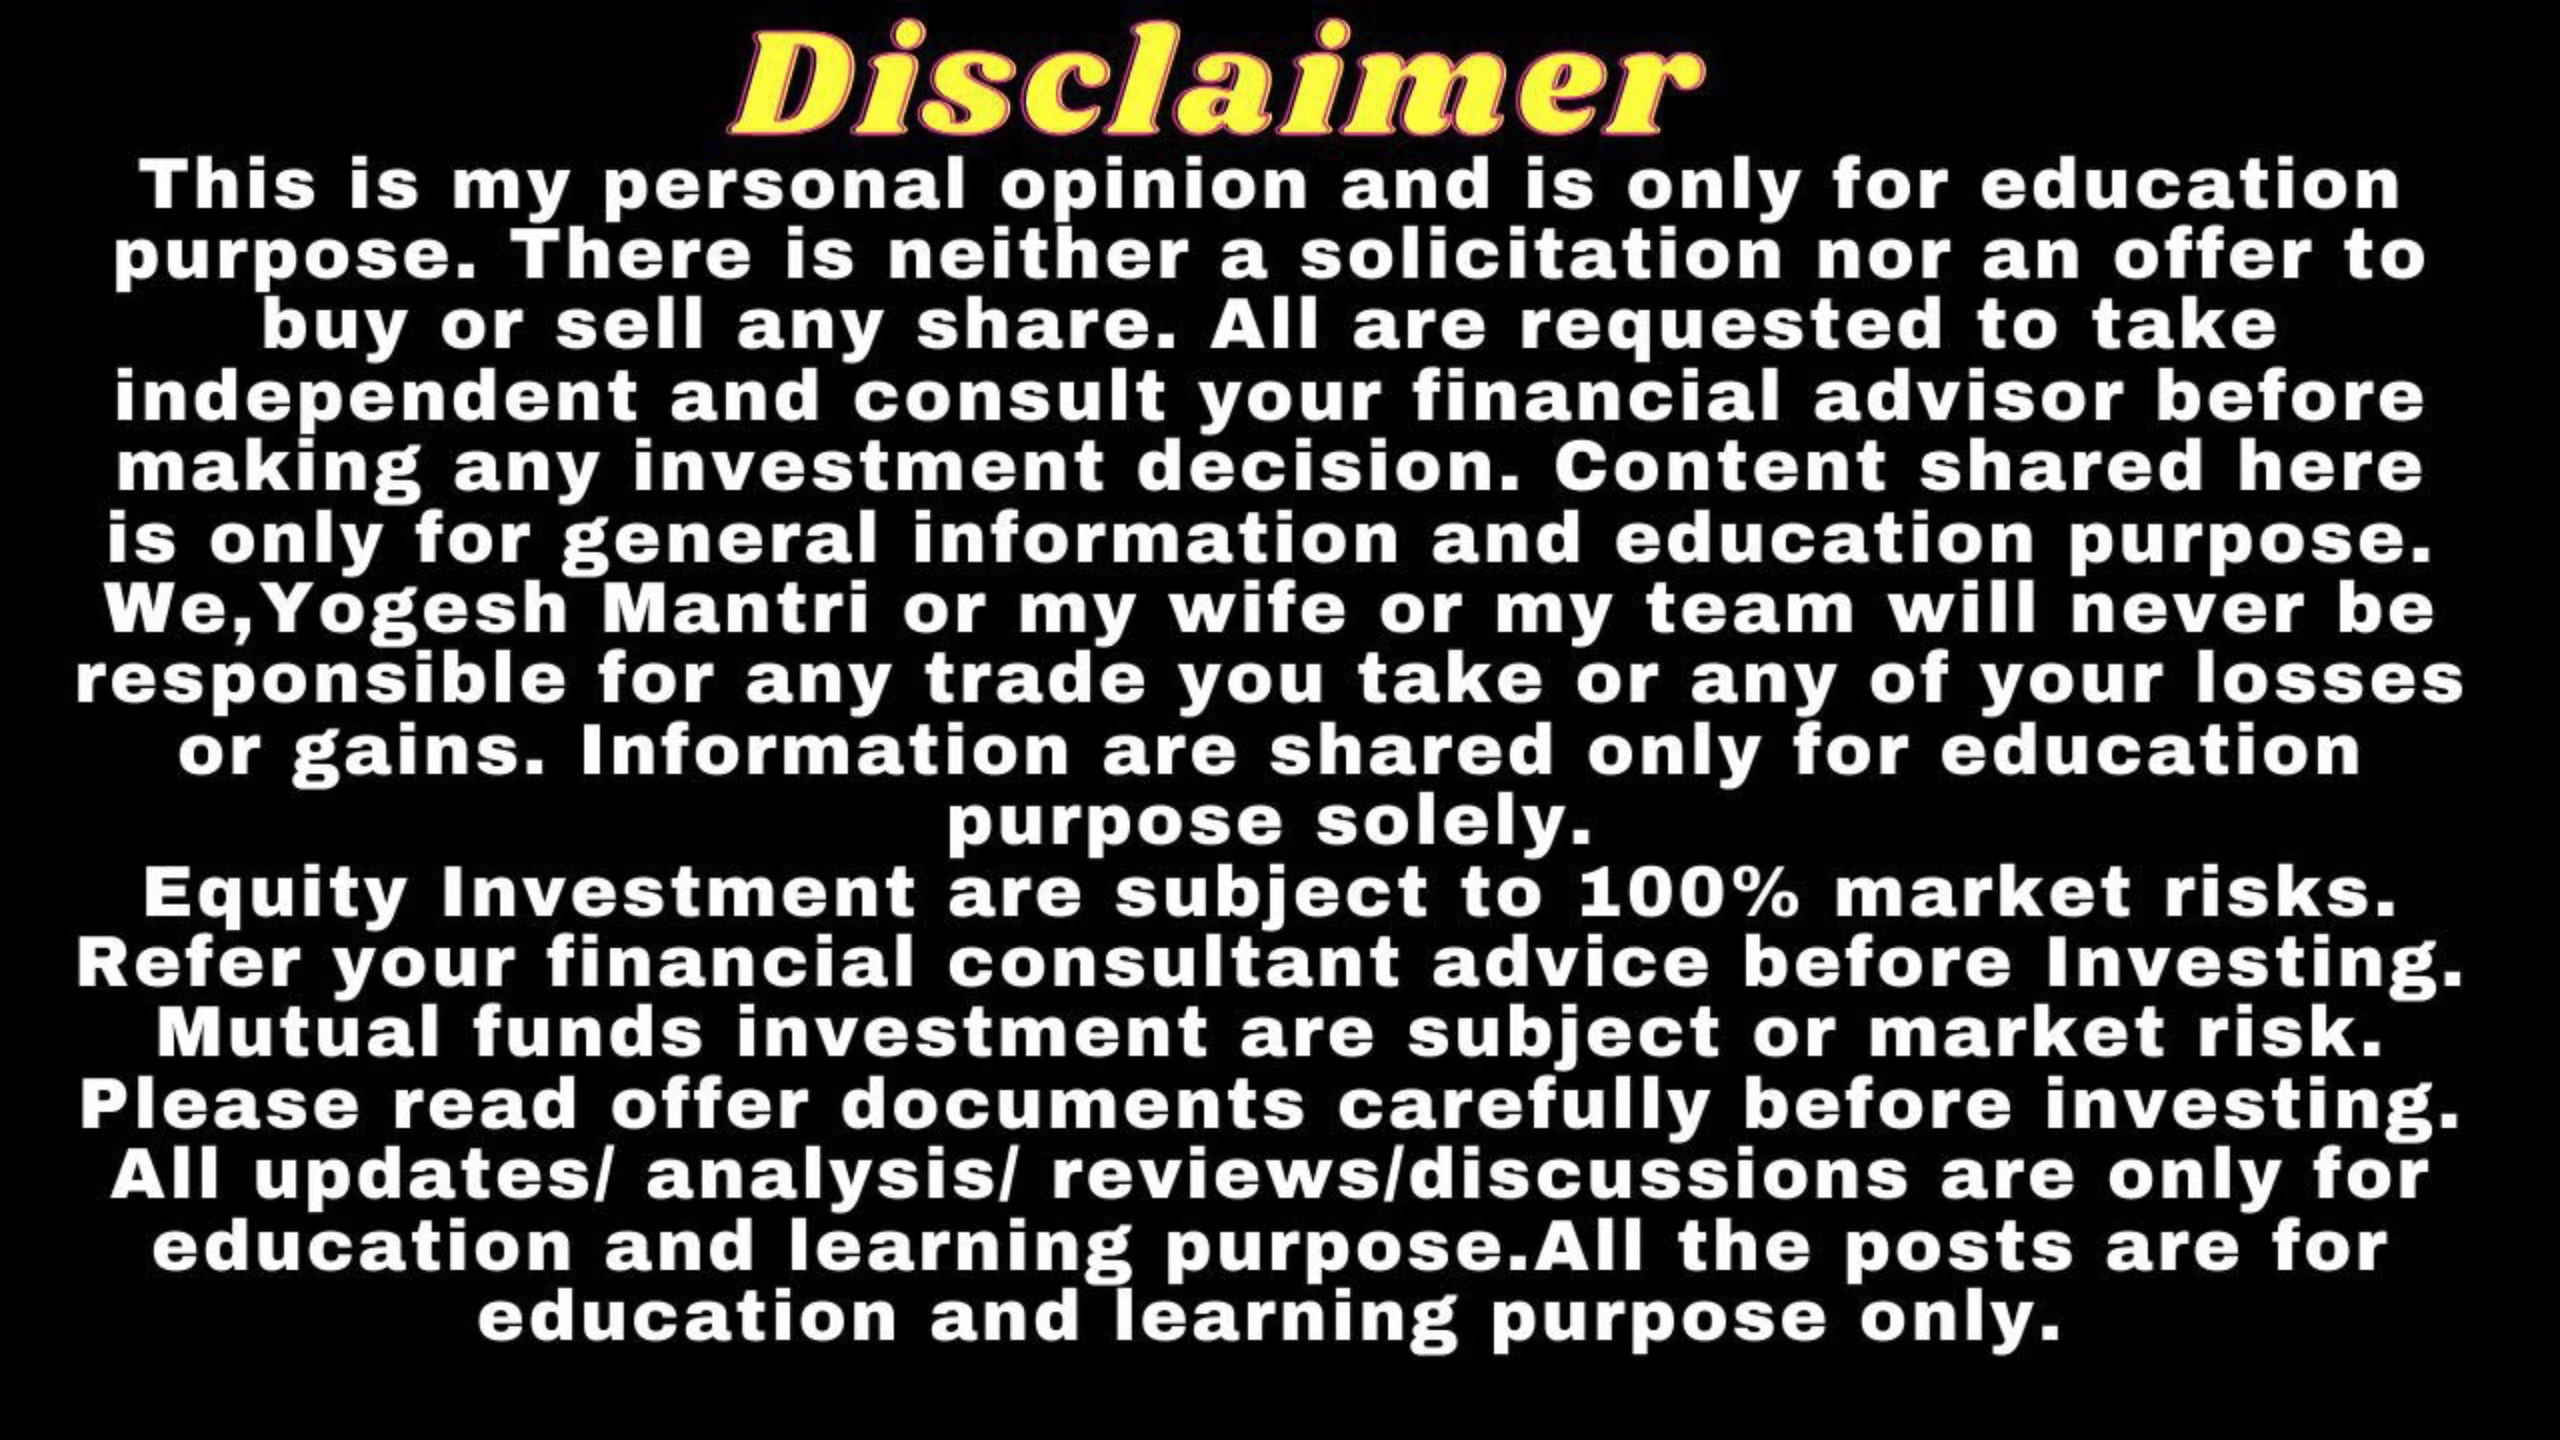 Disclaimer
This is my personal opinion and is only for education
purpose. There is neither a solicitation nor an offer to
buy or sell any share. All are requested to take
independent and consult your financial advisor before
making any investment decision. Content shared here
is only for general information and education purpose.
We,Yogesh Mantri or my wife or my team will never be
responsible for any trade you take or any of your losses
or gains. Information are shared only for education
purpose solely.
Equity Investment are subject to 100% market risks.
Refer your financial consultant advice before Investing.
Mutual funds investment are subject or market risk.
Please read offer documents carefully before investing.
All updates/ analysis/ reviews/discussions are only for
education and learning purpose.All the posts are for
education and learning purpose only.